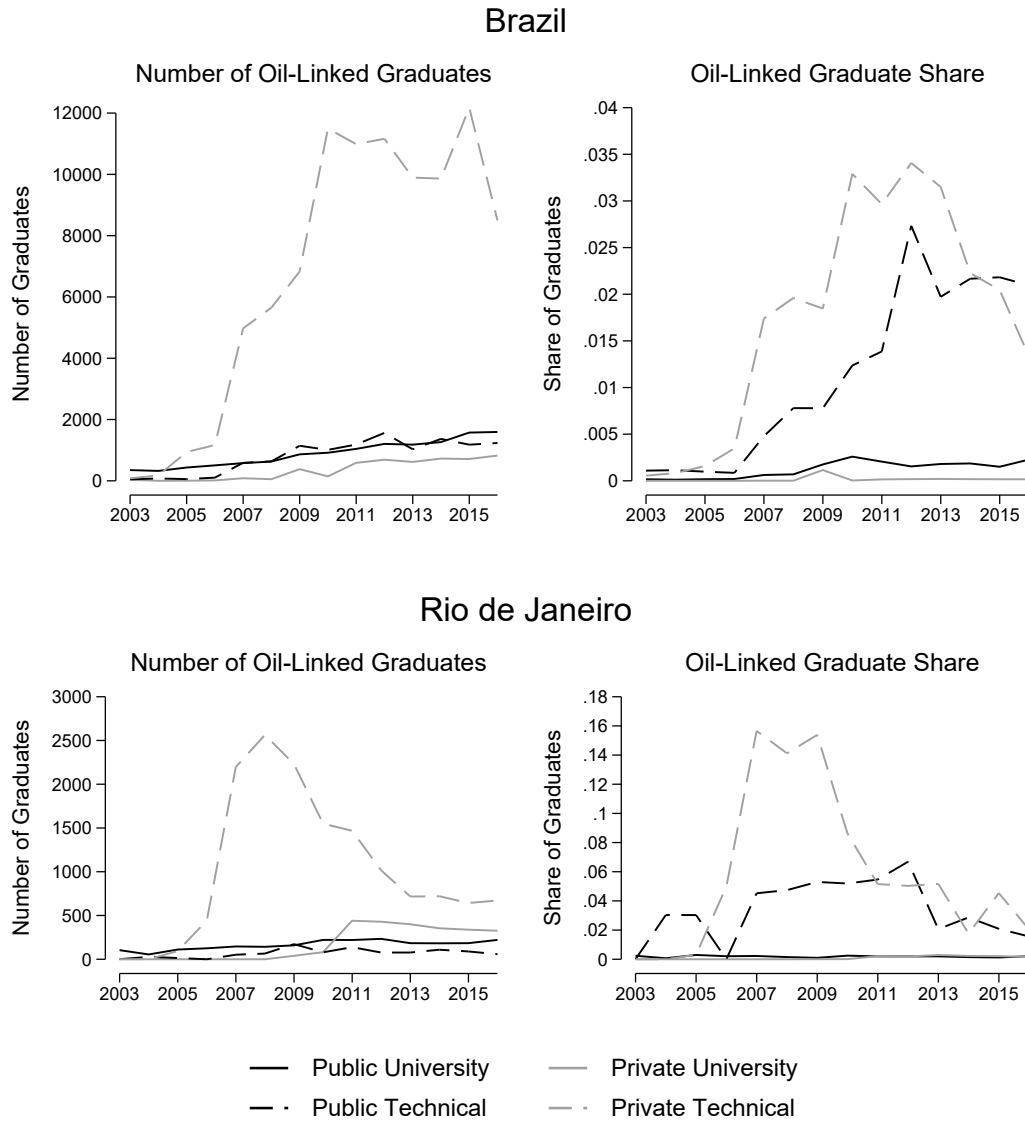 Brazil
Number of Oil-Linked Graduates
Number of Graduates
12000
10000
8000
6000
4000
2000
0
2003 2005 2007 2009 2011 2013 2015
Oil-Linked Graduate Share
Share of Graduates
.04
.035
.03
.025
.02
.015
.01
.005
0
2003 2005 2007 2009 2011 2013 2015
Rio de Janeiro
Number of Oil-Linked Graduates
Number of Graduates
3000
2500
2000
1500
1000
500
0
2003 2005 2007 2009 2011 2013 2015
Oil-Linked Graduate Share
Share of Graduates
.18
.16
.14
.12
.1
.08
.06
.04
.02
0
2003 2005 2007 2009 2011 2013 2015
Public University Private University
Public Technical Private Technical